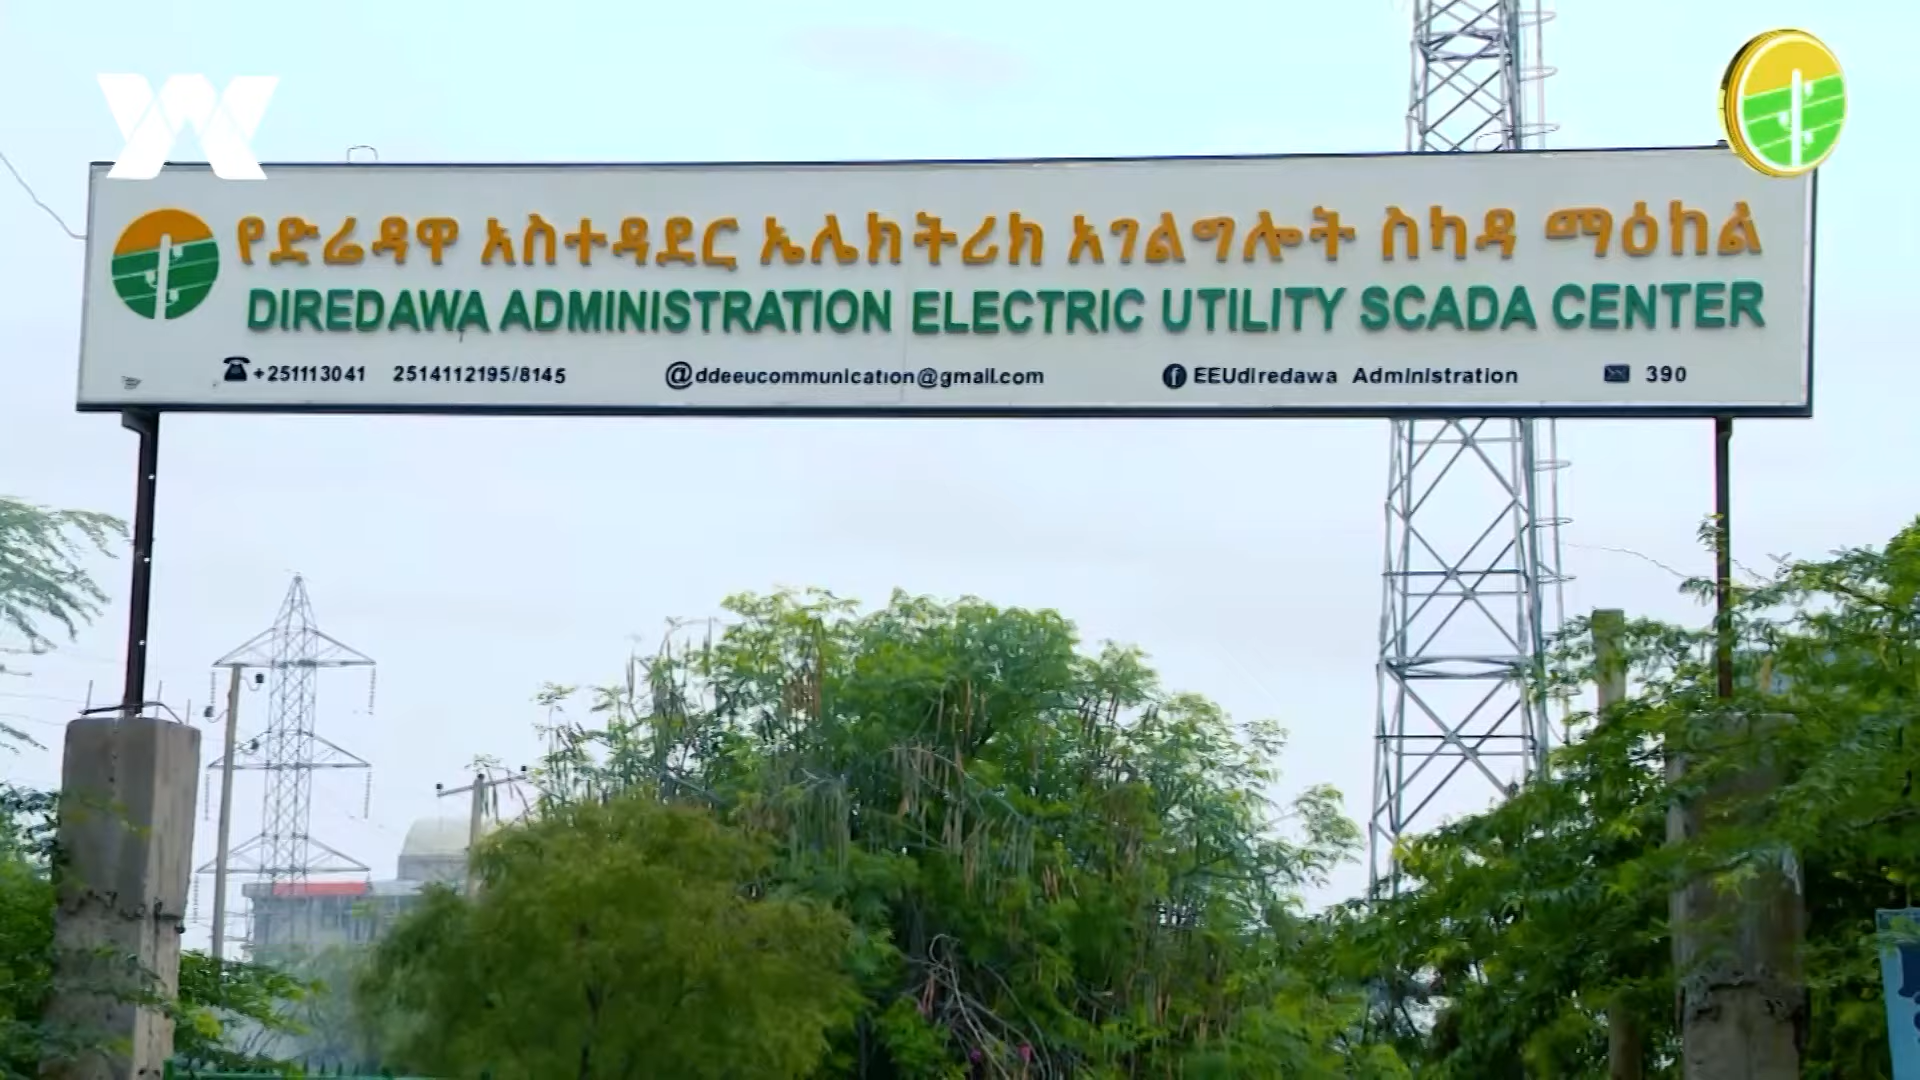 የድሬዳዋ አስተዳደር ኤሌክትሪክ አገልግሎት ስካዳ ማዕከል
DIREDAWA ADMINISTRATION ELECTRIC UTILITY SCADA CENTER
+251113041 2514112195/8145 @ddeeucommunication@gmail.com EEUdiredawa Administration 390